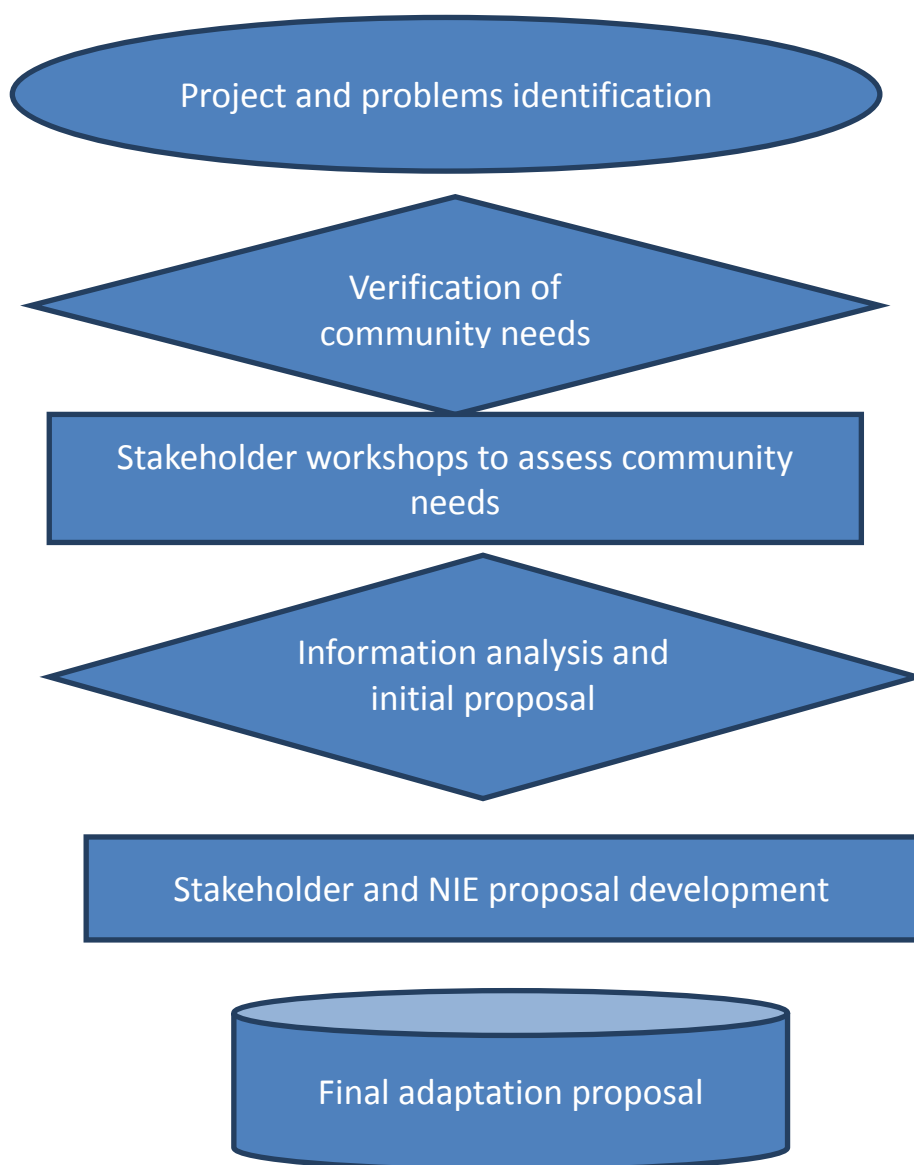 Project and problems identification
Verification of
community needs
Stakeholder workshops to assess community
needs
Information analysis and
initial proposal
Stakeholder and NIE proposal development
Final adaptation proposal